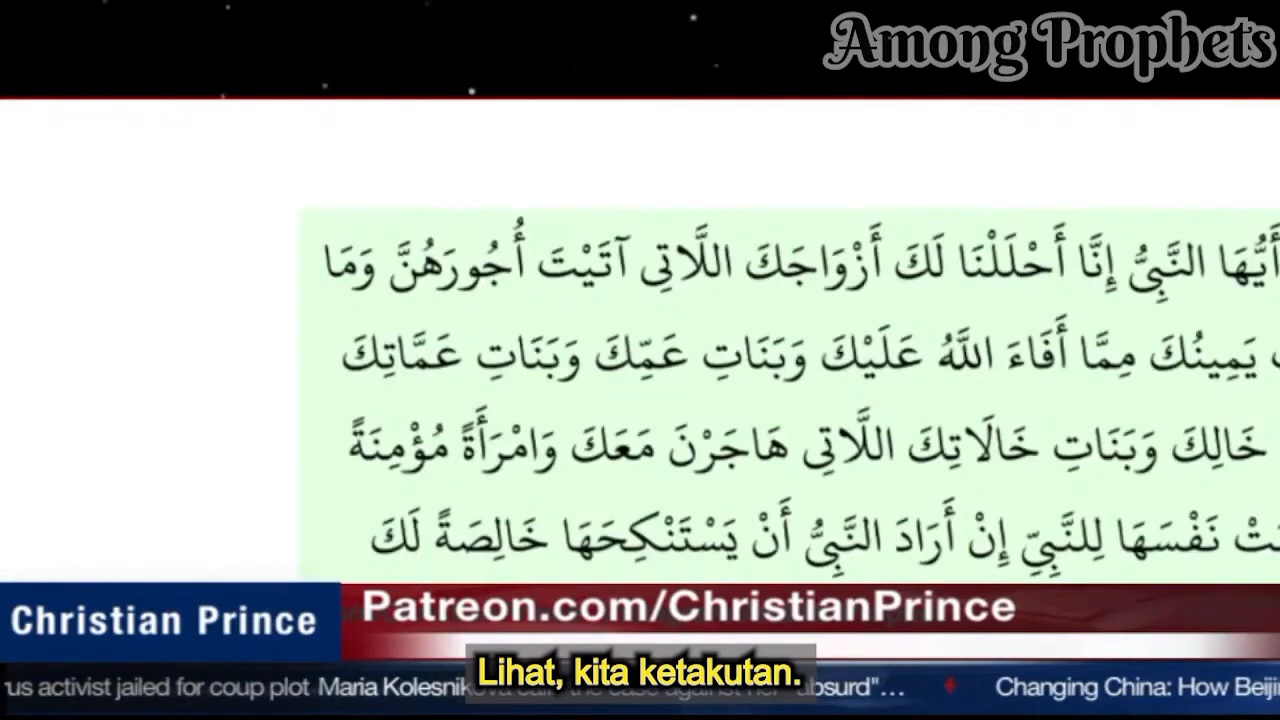 Among Prophets
أَيُّهَا النَّبِىُّ إِنَّا أَحْلَلْنَا لَكَ أَزْوَاجَكَ اللَّاتِى آتَيْتَ أُجُورَهُنَّ وَمَا
يَمِينُكَ مِمَّا أَفَاءَ اللَّهُ عَلَيْكَ وَبَنَاتِ عَمِّكَ وَبَنَاتِ عَمَّاتِكَ
خَالِكَ وَبَنَاتِ خَالَاتِكَ اللَّاتِى هَاجَرْنَ مَعَكَ وَامْرَأَةً مُؤْمِنَةً
نَفْسَهَا لِلنَّبِىِّ إِنْ أَرَادَ النَّبِىُّ أَنْ يَسْتَنْكِحَهَا خَالِصَةً لَكَ
Christian Prince
Patreon.com/ChristianPrince
Lihat, kita ketakutan.
rus activist jailed for coup plot Maria Kolesnikova the case against her "absurd"... Changing China: How Beiji